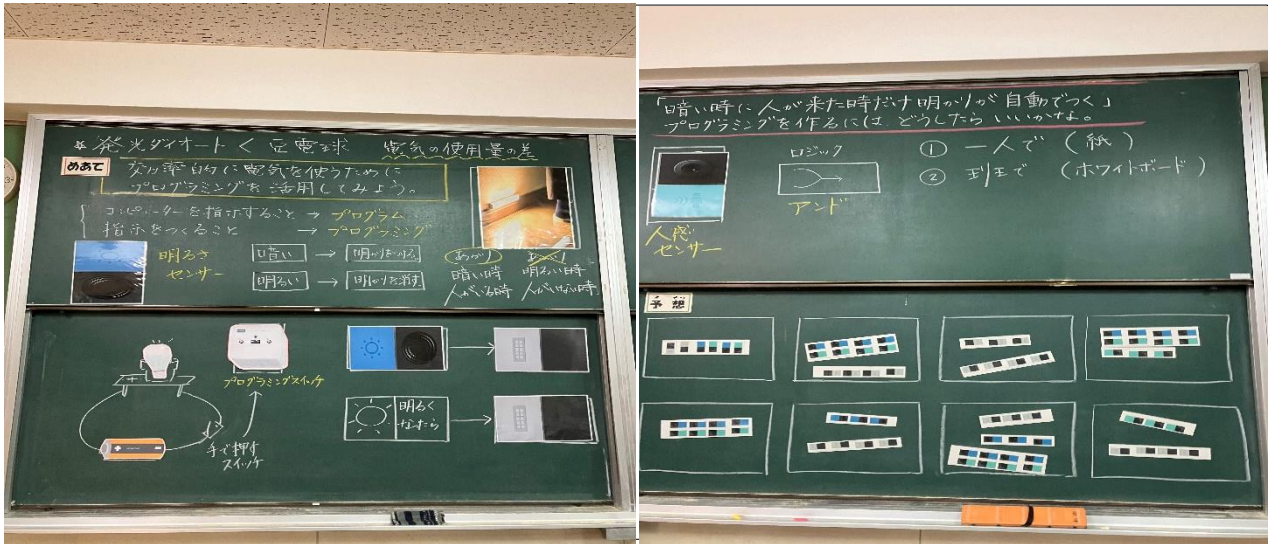 * 発光ダイオード < 豆電球 電気の使用量の差
めあて
効率的に電気を使うために
プログラミングを活用してみよう。
コンピューターを指示すること → プログラム
指示をつくること → プログラミング
明るさ
センサー
暗い → 明かりをつける
明るい → 明かりを消す
あかり
暗い時
人がいる時
あかり
明るい時
人がいない時
プログラミングスイッチ
手で押す
スイッチ
明るく
なったら
「暗い時に人が来た時だけ明かりが自動でつく」
プログラミングを作るには、どうしたらいいかな。
人感
センサー
ロジック
アンド
① 一人で (紙)
② 班で (ホワイトボード)
予想